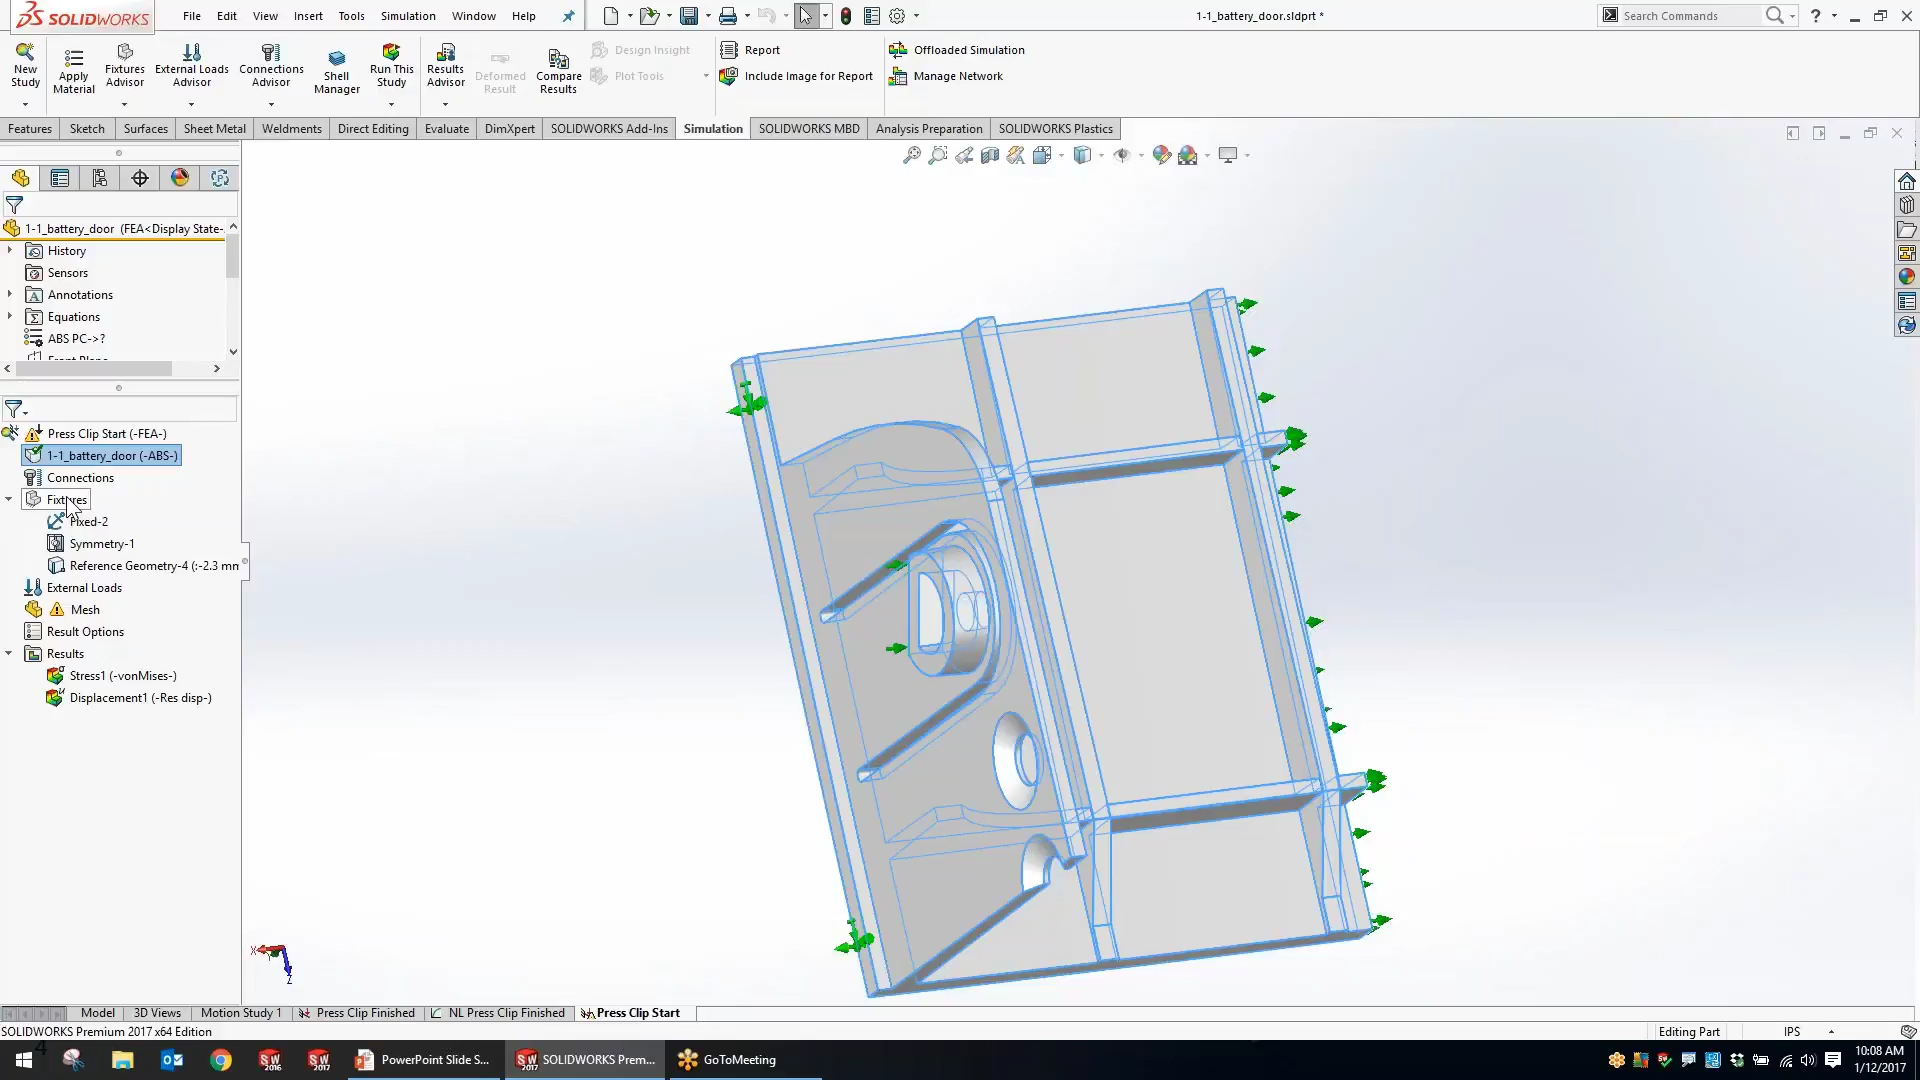 SOLIDWORKS
File Edit View Insert Tools Simulation Window Help
1-1_battery_door.sldprt *
Search Commands
New Study
Apply Material
Fixtures Advisor
External Loads Advisor
Connections Advisor
Shell Manager
Run This Study
Results Advisor
Deformed Result
Compare Results
Design Insight
Plot Tools
Report
Include Image for Report
Offloaded Simulation
Manage Network
Features Sketch Surfaces Sheet Metal Weldments Direct Editing Evaluate DimXpert SOLIDWORKS Add-Ins Simulation SOLIDWORKS MBD Analysis Preparation SOLIDWORKS Plastics
1-1_battery_door (FEA<Display State-
History
Sensors
Annotations
Equations
ABS PC->?
Press Clip Start (-FEA-)
1-1_battery_door (-ABS-)
Connections
Fixtures
Fixed-2
Symmetry-1
Reference Geometry-4 (:-2.3 mm
External Loads
Mesh
Result Options
Results
Stress1 (-vonMises-)
Displacement1 (-Res disp-)
X
Z
Model 3D Views Motion Study 1 Press Clip Finished NL Press Clip Finished Press Clip Start
SOLIDWORKS Premium 2017 x64 Edition
Editing Part IPS
4
SW 2016 SW 2017 PowerPoint Slide S... SOLIDWORKS Prem... GoToMeeting
10:08 AM
1/12/2017